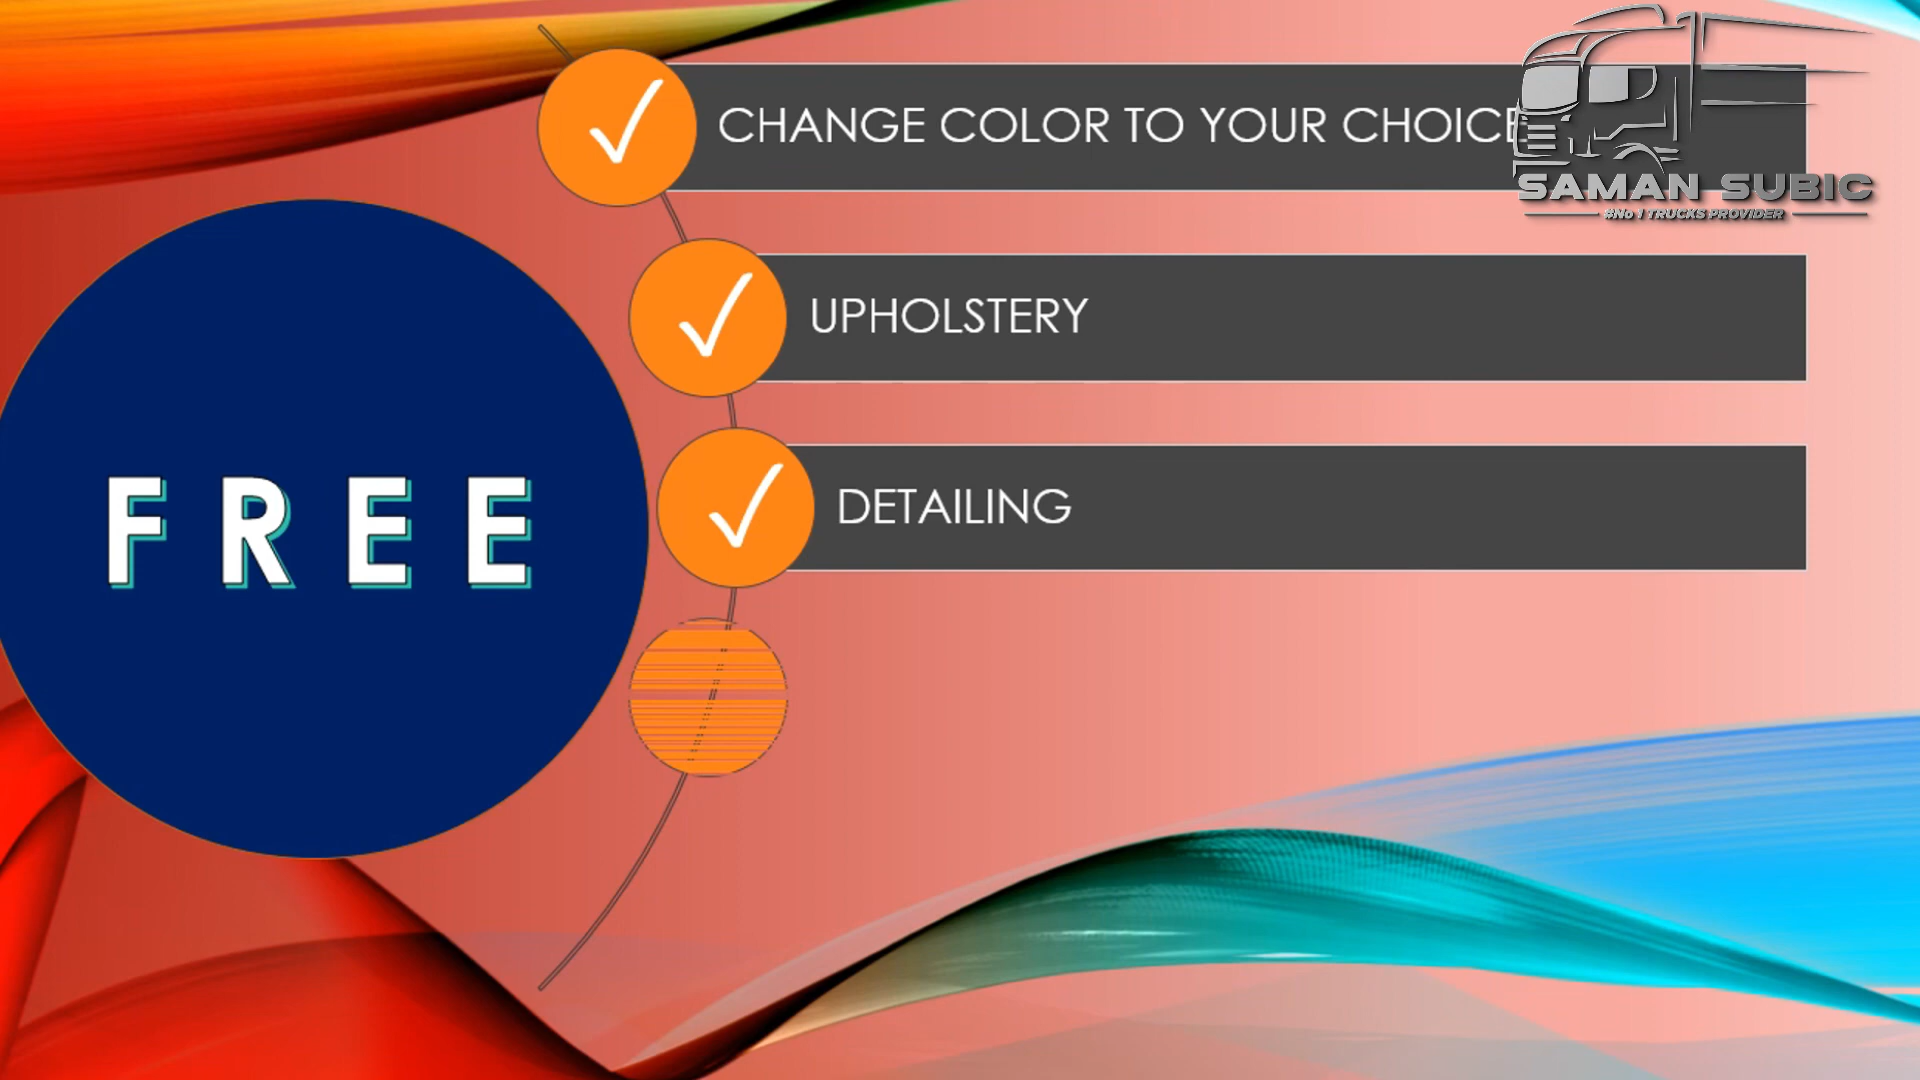 CHANGE COLOR TO YOUR CHOICE
SAMAN SUBIC
#No 1 TRUCKS PROVIDER
UPHOLSTERY
FREE
DETAILING